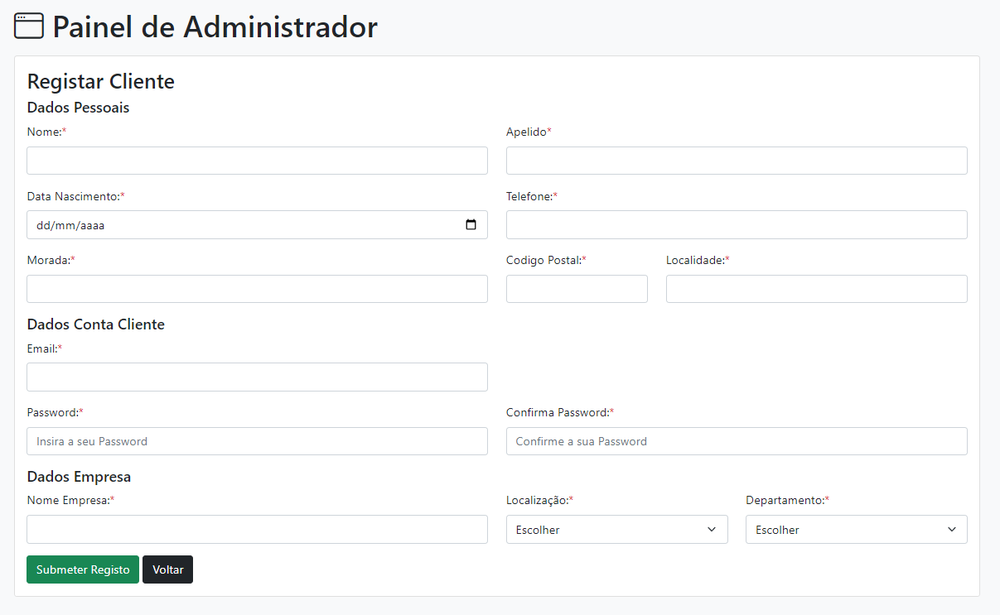 Painel de Administrador
Registar Cliente
Dados Pessoais
Nome:* Apelido*
Data Nascimento:* Telefone:*
dd/mm/aaaa
Morada:* Codigo Postal:* Localidade:*
Dados Conta Cliente
Email:*
Password:* Confirma Password:*
Insira a seu Password Confirme a sua Password
Dados Empresa
Nome Empresa:* Localização:* Departamento:*
Escolher Escolher
Submeter Registo Voltar